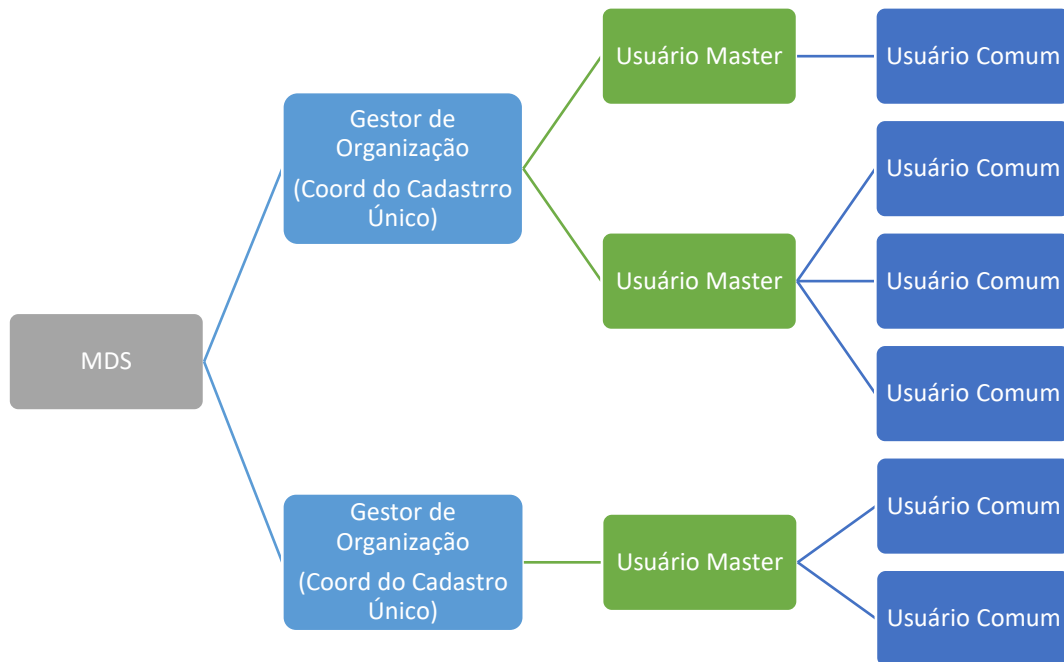 MDS
Gestor de
Organização
(Coord do Cadastrro
Único)
Usuário Master
Usuário Comum
Usuário Master
Usuário Comum
Usuário Comum
Usuário Comum
Gestor de
Organização
(Coord do Cadastro
Único)
Usuário Master
Usuário Comum
Usuário Comum